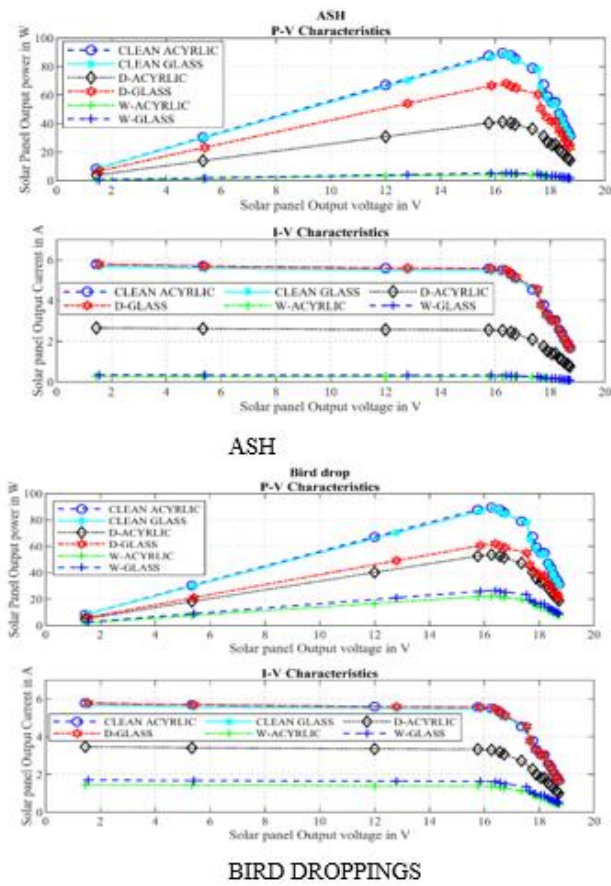 ASH
P-V Characteristics
Solar Panel Output power in W
100
80
60
40
20
0
CLEAN ACYRLIC
CLEAN GLASS
D-ACYRLIC
D-GLASS
W-ACYRLIC
W-GLASS
0 2 4 6 8 10 12 14 16 18 20
Solar panel Output voltage in V
I-V Characteristics
Solar panel Output Current in A
6
4
2
0
CLEAN ACYRLIC CLEAN GLASS D-ACYRLIC
D-GLASS W-ACYRLIC W-GLASS
0 2 4 6 8 10 12 14 16 18 20
Solar panel Output voltage in V
ASH
Bird drop
P-V Characteristics
Solar Panel Output power in W
100
80
60
40
20
0
CLEAN ACYRLIC
CLEAN GLASS
D-ACYRLIC
D-GLASS
W-ACYRLIC
W-GLASS
0 2 4 6 8 10 12 14 16 18 20
Solar panel Output voltage in V
I-V Characteristics
Solar panel Output Current in A
6
4
2
0
CLEAN ACYRLIC CLEAN GLASS D-ACYRLIC
D-GLASS W-ACYRLIC W-GLASS
0 2 4 6 8 10 12 14 16 18 20
Solar panel Output voltage in V
BIRD DROPPINGS